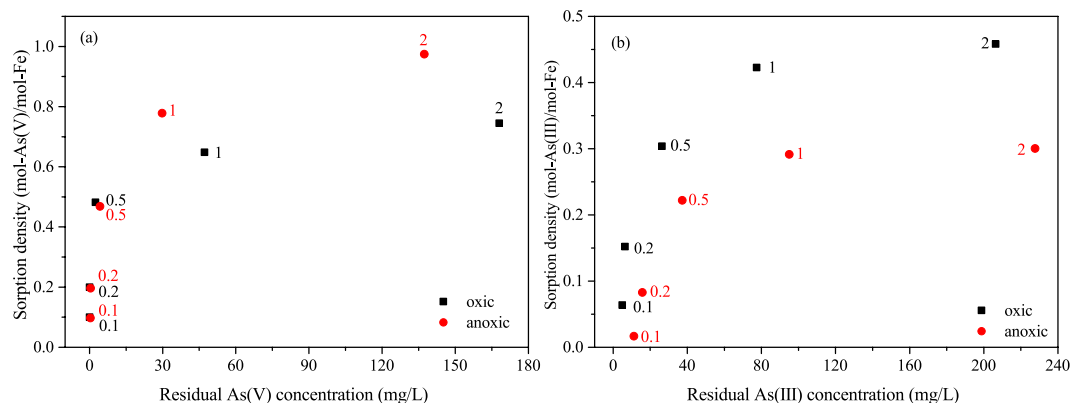 (a)
Sorption density (mol-As(V)/mol-Fe)
1.0
0.8
0.6
0.4
0.2
0.0
2
2
1
1
0.5
0.5
0.2
0.2
0.1
0.1
oxic
anoxic
0 30 60 90 120 150 180
Residual As(V) concentration (mg/L)
(b)
Sorption density (mol-As(III)/mol-Fe)
0.5
0.4
0.3
0.2
0.1
0.0
2
1
0.5
1
2
0.5
0.2
0.2
0.1
0.1
oxic
anoxic
0 40 80 120 160 200 240
Residual As(III) concentration (mg/L)